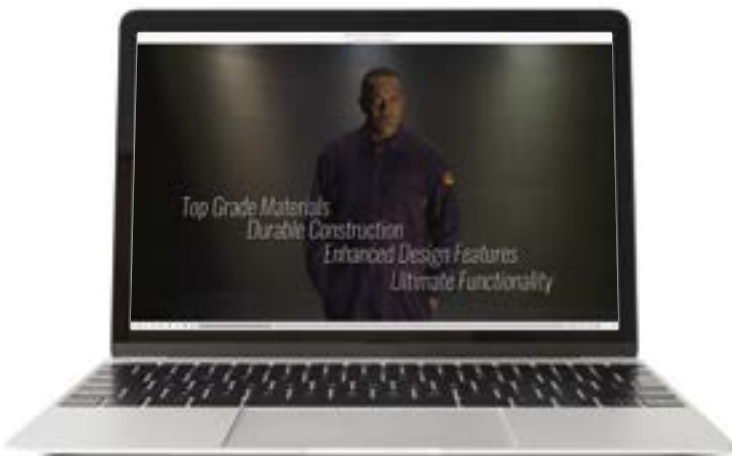 Top Grade Materials
Durable Construction
Enhanced Design Features
Ultimate Functionality